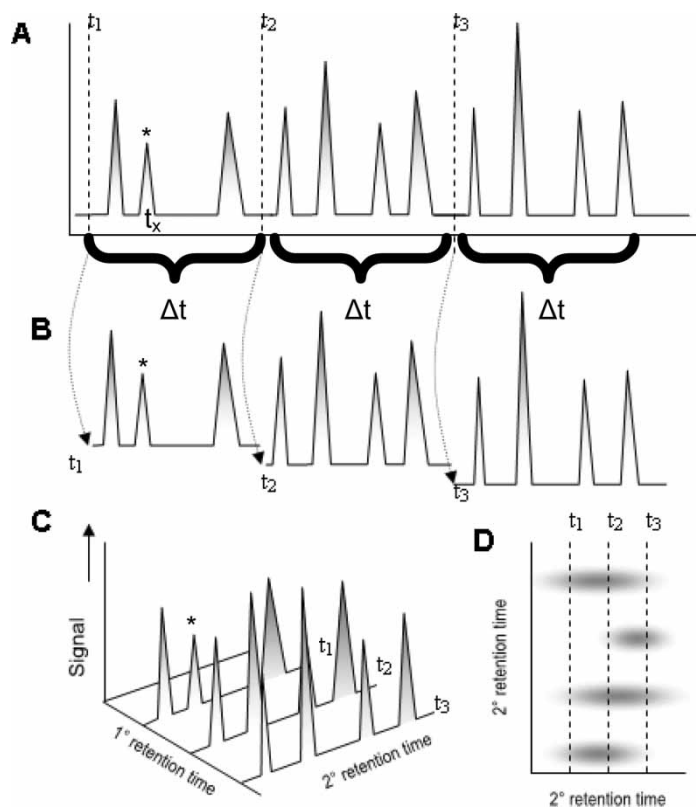 A
t1
t2
t3
*
tx
Δt
Δt
Δt
B
*
t1
t2
t3
C
Signal
*
t1
t2
t3
1° retention time
2° retention time
D
t1
t2
t3
2° retention time
2° retention time